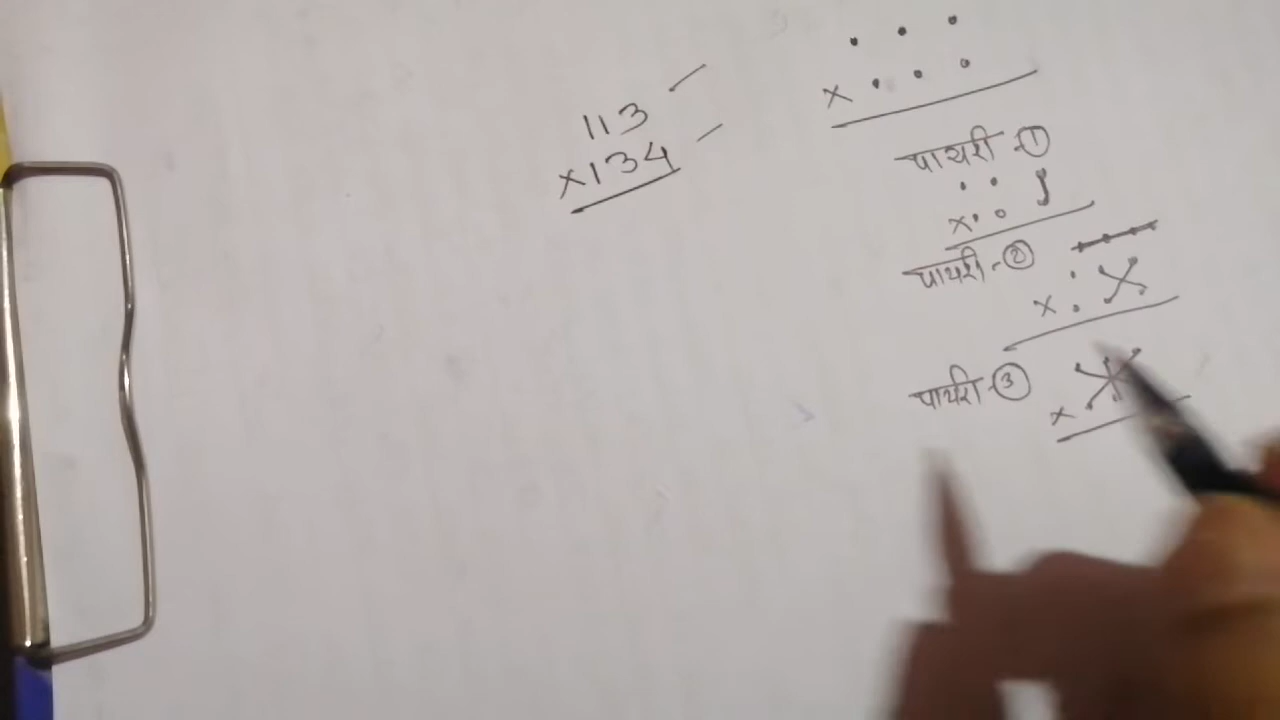 113
×134
×
पायरी -①
×
पायरी -②
×
पायरी -③
×